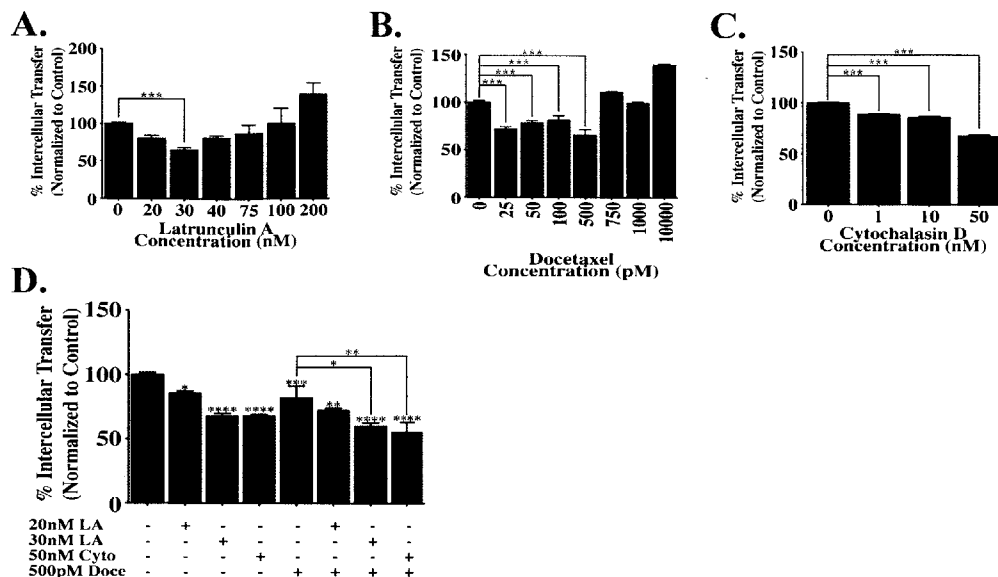 A.
% Intercellular Transfer
(Normalized to Control)
200
150
100
50
0
***
0 20 30 40 75 100 200
Latrunculin A
Concentration (nM)
B.
% Intercellular Transfer
(Normalized to Control)
150
100
50
0
***
***
***
***
0 25 50 100 500 750 1000 10000
Docetaxel
Concentration (pM)
C.
% Intercellular Transfer
(Normalized to Control)
150
100
50
0
***
***
***
0 1 10 50
Cytochalasin D
Concentration (nM)
D.
% Intercellular Transfer
(Normalized to Control)
150
100
50
0
**
*
* **** **** *** ** **** ****
20nM LA - + - - - + - -
30nM LA - - + - - - + -
50nM Cyto - - - + - - - +
500pM Doce - - - - + + + +